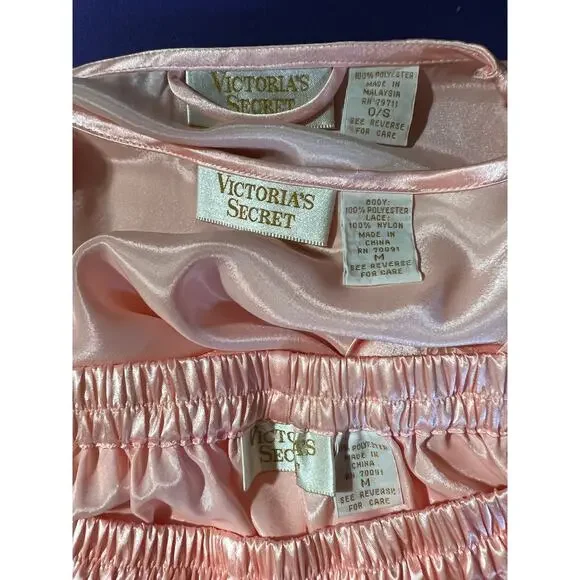 VICTORIA'S
SECRET
100% POLYESTER
MADE IN
MALAYSIA
RN 79711
O/S
SEE REVERSE
FOR CARE
VICTORIA'S
SECRET
BODY:
100% POLYESTER
LACE:
100% NYLON
MADE IN
CHINA
RN 70091
M
SEE REVERSE
FOR CARE
VICTORIA'S
SECRET
POLYESTER
MADE IN
CHINA
RN 70091
M
SEE REVERSE
FOR CARE